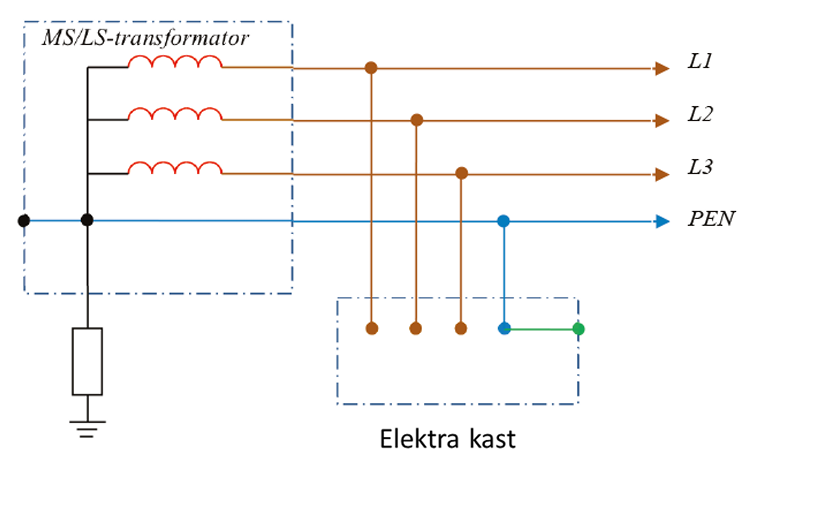 MS/LS-transformator
L1
L2
L3
PEN
Elektra kast